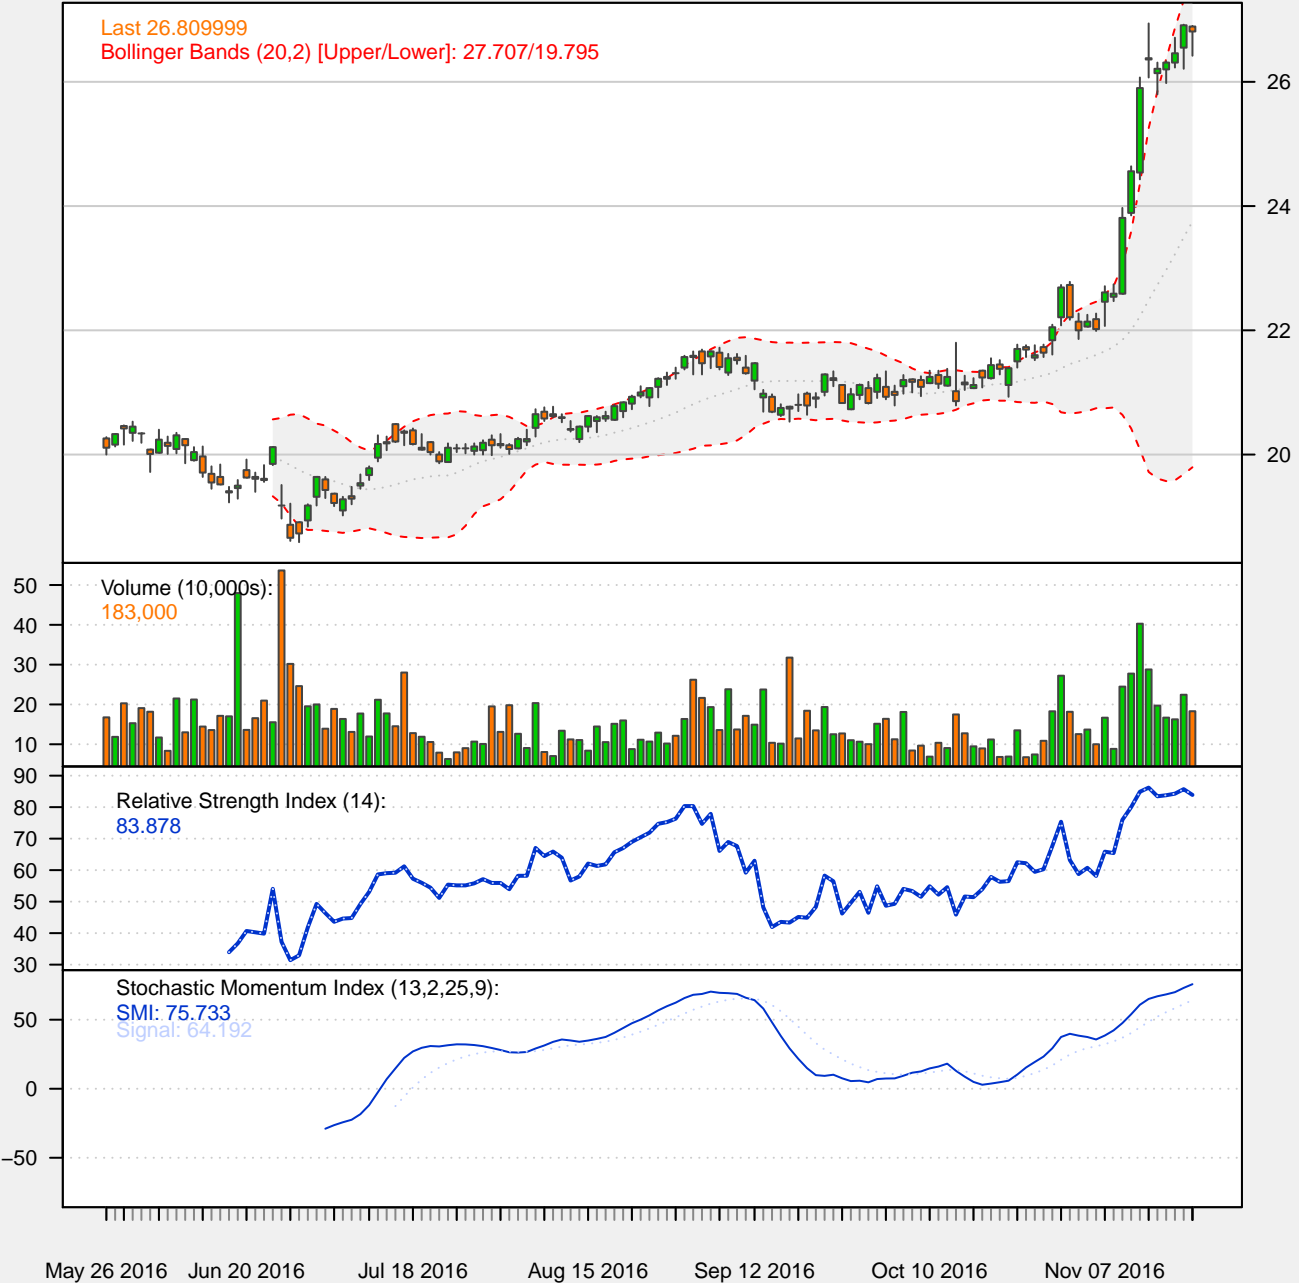 Last 26.809999
Bollinger Bands (20,2) [Upper/Lower]: 27.707/19.795
26
24
22
20
Volume (10,000s):
183,000
50
40
30
20
10
Relative Strength Index (14):
83.878
90
80
70
60
50
40
30
Stochastic Momentum Index (13,2,25,9):
SMI: 75.733
Signal: 64.192
50
0
−50
May 26 2016 Jun 20 2016 Jul 18 2016 Aug 15 2016 Sep 12 2016 Oct 10 2016 Nov 07 2016